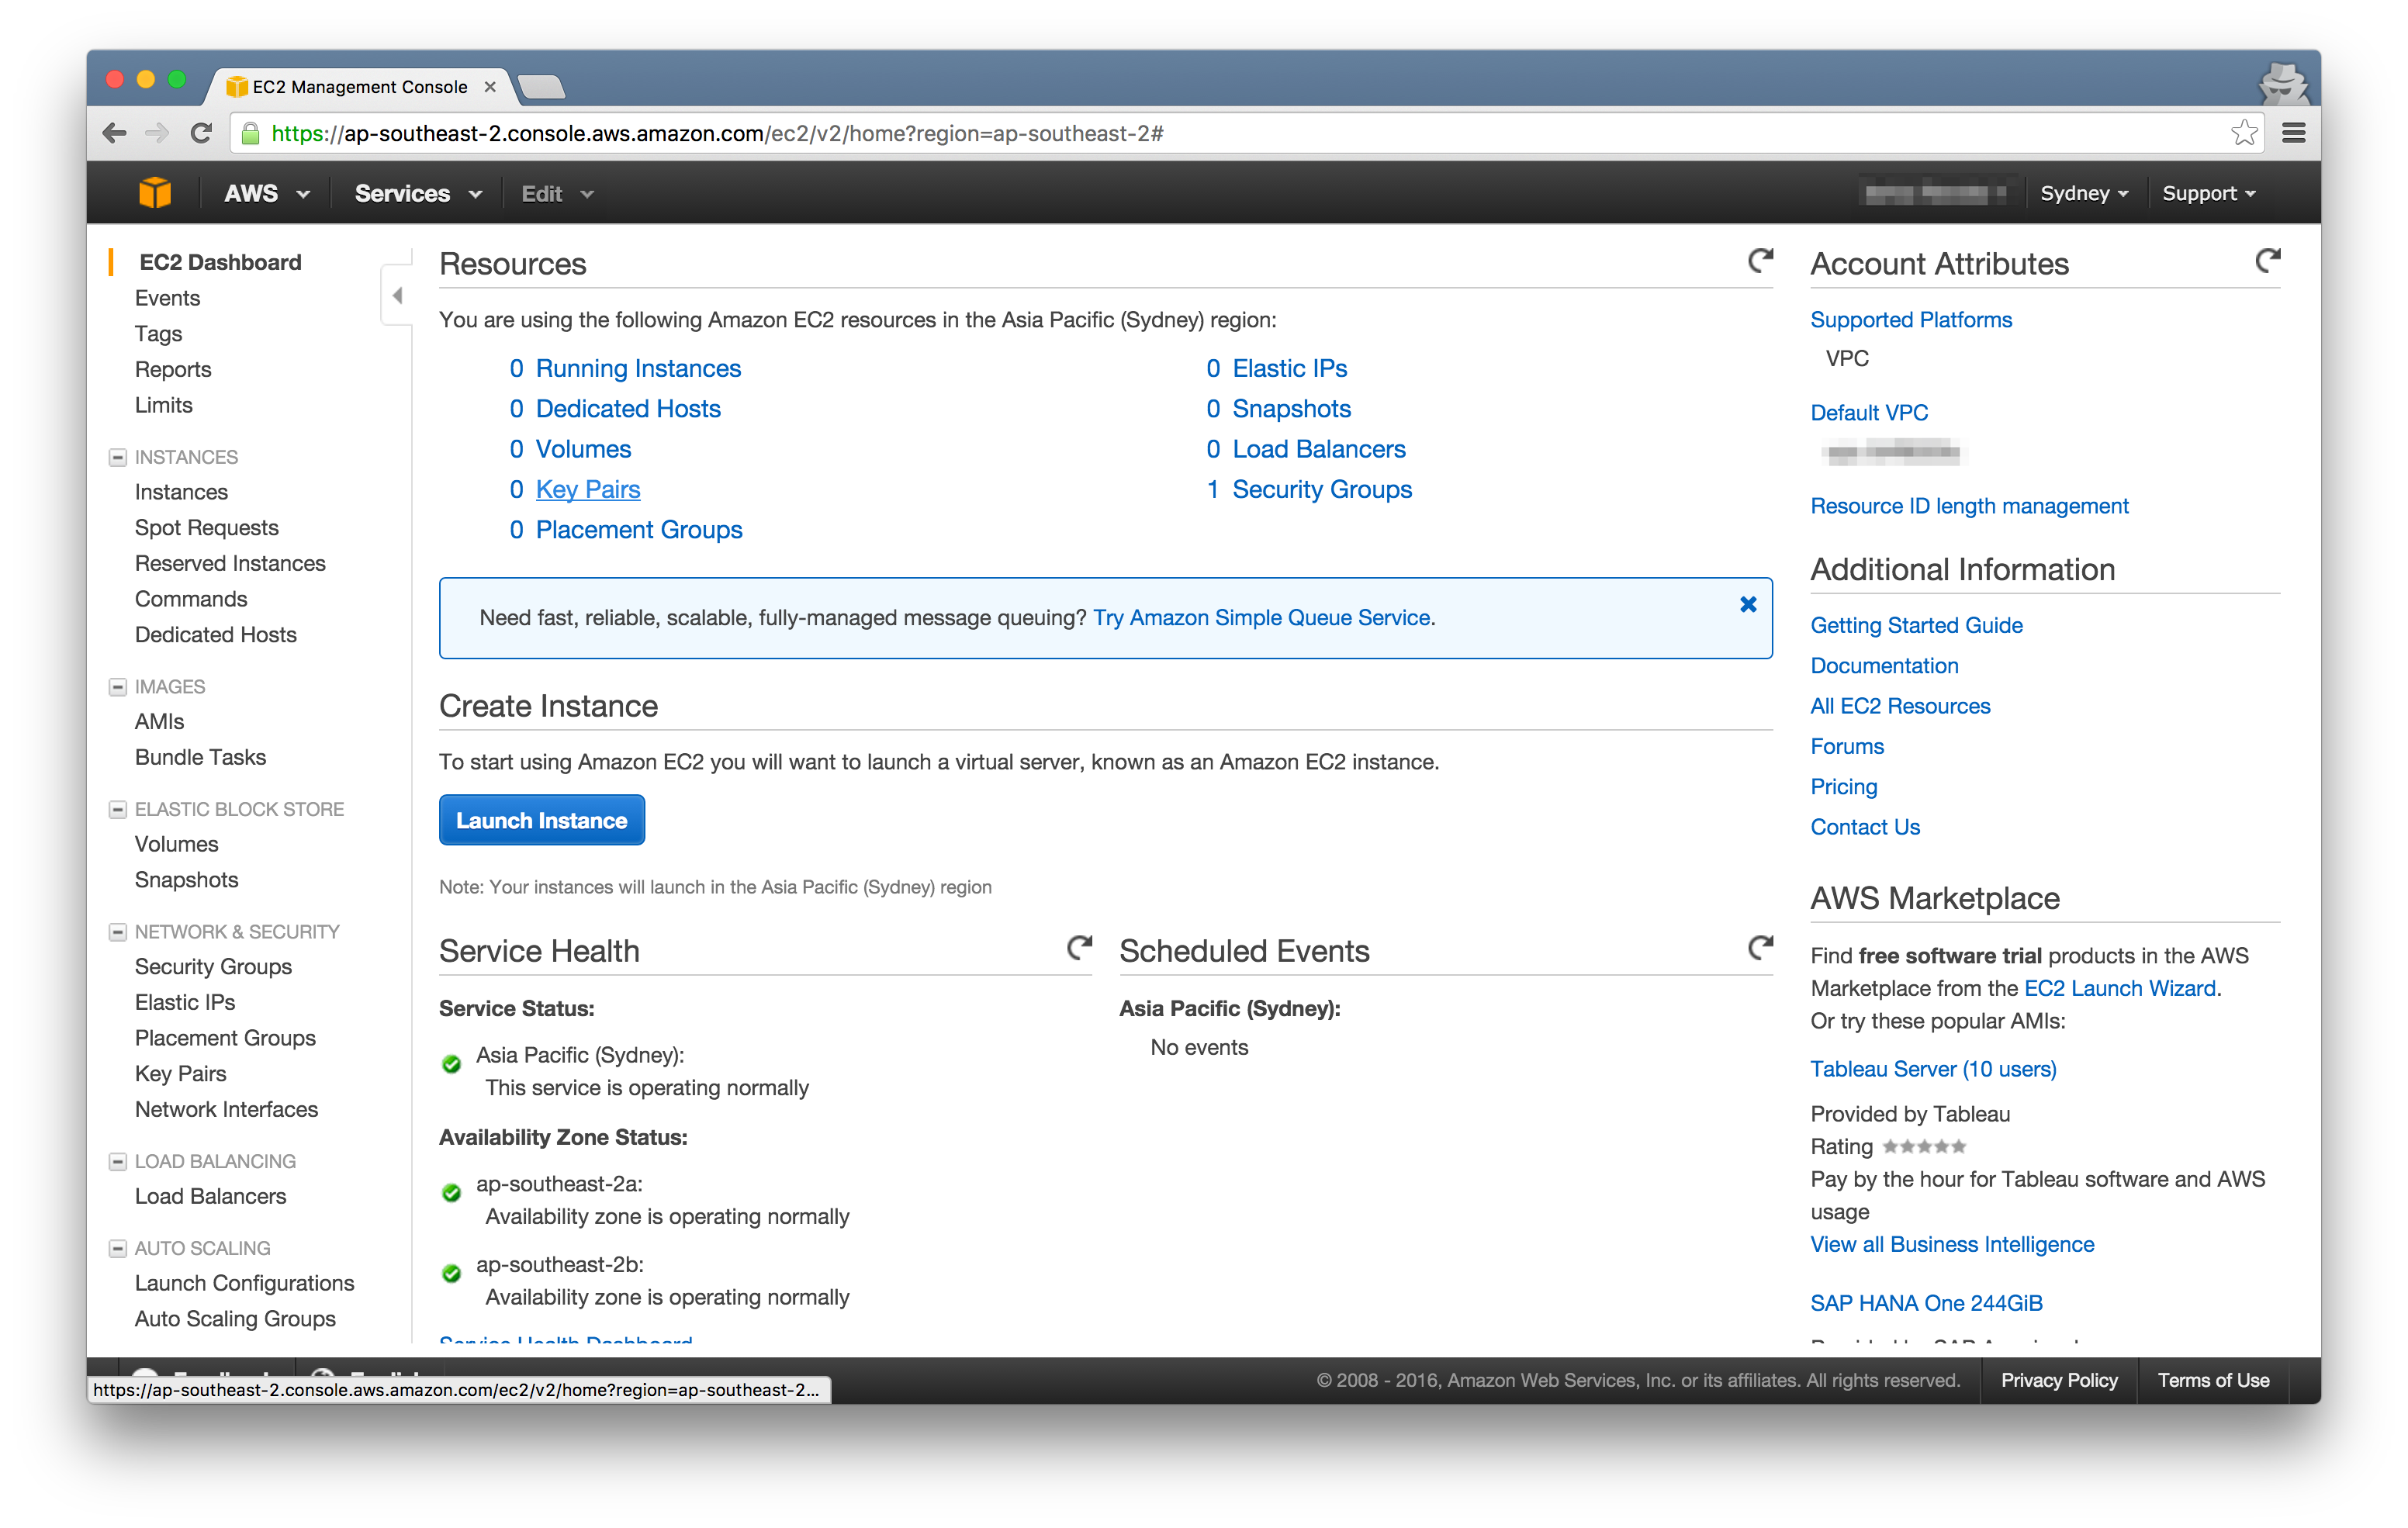 EC2 Management Console
https://ap-southeast-2.console.aws.amazon.com/ec2/v2/home?region=ap-southeast-2#
AWS Services Edit Sydney Support
EC2 Dashboard
Events
Tags
Reports
Limits
INSTANCES
Instances
Spot Requests
Reserved Instances
Commands
Dedicated Hosts
IMAGES
AMIs
Bundle Tasks
ELASTIC BLOCK STORE
Volumes
Snapshots
NETWORK & SECURITY
Security Groups
Elastic IPs
Placement Groups
Key Pairs
Network Interfaces
LOAD BALANCING
Load Balancers
AUTO SCALING
Launch Configurations
Auto Scaling Groups
Resources
You are using the following Amazon EC2 resources in the Asia Pacific (Sydney) region:
0 Running Instances
0 Dedicated Hosts
0 Volumes
0 Key Pairs
0 Placement Groups
0 Elastic IPs
0 Snapshots
0 Load Balancers
1 Security Groups
Need fast, reliable, scalable, fully-managed message queuing? Try Amazon Simple Queue Service.
Create Instance
To start using Amazon EC2 you will want to launch a virtual server, known as an Amazon EC2 instance.
Launch Instance
Note: Your instances will launch in the Asia Pacific (Sydney) region
Service Health
Service Status:
Asia Pacific (Sydney):
This service is operating normally
Availability Zone Status:
ap-southeast-2a:
Availability zone is operating normally
ap-southeast-2b:
Availability zone is operating normally
Service Health Dashboard
Scheduled Events
Asia Pacific (Sydney):
No events
Account Attributes
Supported Platforms
VPC
Default VPC
Resource ID length management
Additional Information
Getting Started Guide
Documentation
All EC2 Resources
Forums
Pricing
Contact Us
AWS Marketplace
Find free software trial products in the AWS
Marketplace from the EC2 Launch Wizard.
Or try these popular AMIs:
Tableau Server (10 users)
Provided by Tableau
Rating
Pay by the hour for Tableau software and AWS
usage
View all Business Intelligence
SAP HANA One 244GiB
https://ap-southeast-2.console.aws.amazon.com/ec2/v2/home?region=ap-southeast-2...
© 2008 - 2016, Amazon Web Services, Inc. or its affiliates. All rights reserved. Privacy Policy Terms of Use